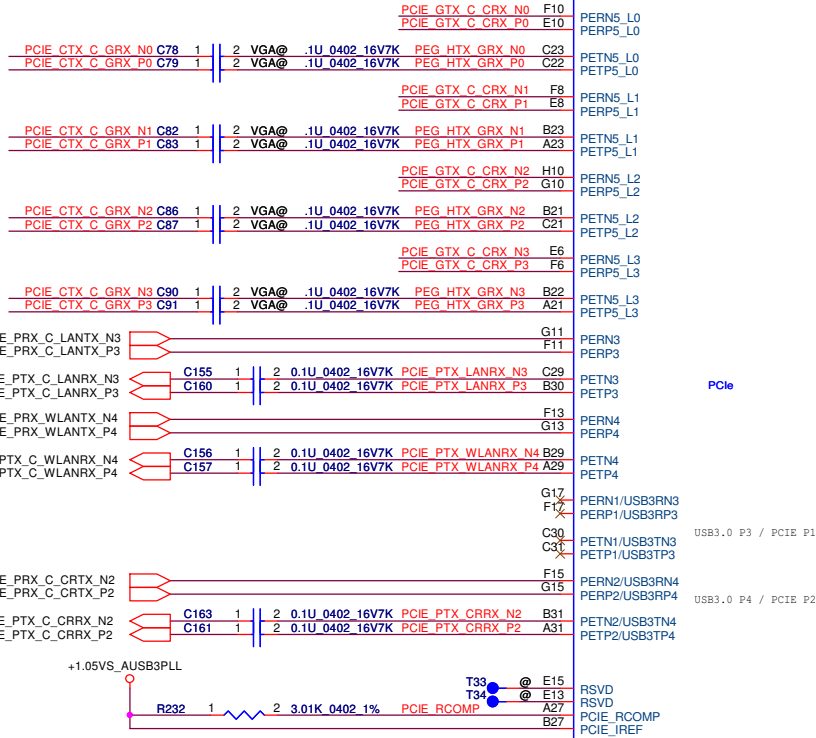 PCIE_GTX_C_CRX_N0 F10 PERN5_L0
PCIE_GTX_C_CRX_P0 E10 PERP5_L0
PCIE_CTX_C_GRX_N0 C78 1 2 VGA@ .1U_0402_16V7K PEG_HTX_GRX_N0 C23 PETN5_L0
PCIE_CTX_C_GRX_P0 C79 1 2 VGA@ .1U_0402_16V7K PEG_HTX_GRX_P0 C22 PETP5_L0
PCIE_GTX_C_CRX_N1 F8 PERN5_L1
PCIE_GTX_C_CRX_P1 E8 PERP5_L1
PCIE_CTX_C_GRX_N1 C82 1 2 VGA@ .1U_0402_16V7K PEG_HTX_GRX_N1 B23 PETN5_L1
PCIE_CTX_C_GRX_P1 C83 1 2 VGA@ .1U_0402_16V7K PEG_HTX_GRX_P1 A23 PETP5_L1
PCIE_GTX_C_CRX_N2 H10 PERN5_L2
PCIE_GTX_C_CRX_P2 G10 PERP5_L2
PCIE_CTX_C_GRX_N2 C86 1 2 VGA@ .1U_0402_16V7K PEG_HTX_GRX_N2 B21 PETN5_L2
PCIE_CTX_C_GRX_P2 C87 1 2 VGA@ .1U_0402_16V7K PEG_HTX_GRX_P2 C21 PETP5_L2
PCIE_GTX_C_CRX_N3 E6 PERN5_L3
PCIE_GTX_C_CRX_P3 F6 PERP5_L3
PCIE_CTX_C_GRX_N3 C90 1 2 VGA@ .1U_0402_16V7K PEG_HTX_GRX_N3 B22 PETN5_L3
PCIE_CTX_C_GRX_P3 C91 1 2 VGA@ .1U_0402_16V7K PEG_HTX_GRX_P3 A21 PETP5_L3
E_PRX_C_LANTX_N3 G11 PERN3
E_PRX_C_LANTX_P3 F11 PERP3
E_PTX_C_LANRX_N3 C155 1 2 0.1U_0402_16V7K PCIE_PTX_LANRX_N3 C29 PETN3
E_PTX_C_LANRX_P3 C160 1 2 0.1U_0402_16V7K PCIE_PTX_LANRX_P3 B30 PETP3
PCIe
E_PRX_WLANTX_N4 F13 PERN4
E_PRX_WLANTX_P4 G13 PERP4
PTX_C_WLANRX_N4 C156 1 2 0.1U_0402_16V7K PCIE_PTX_WLANRX_N4 B29 PETN4
PTX_C_WLANRX_P4 C157 1 2 0.1U_0402_16V7K PCIE_PTX_WLANRX_P4 A29 PETP4
G17 PERN1/USB3RN3
F17 PERP1/USB3RP3
USB3.0 P3 / PCIE P1
C30 PETN1/USB3TN3
C31 PETP1/USB3TP3
E_PRX_C_CRTX_N2 F15 PERN2/USB3RN4
E_PRX_C_CRTX_P2 G15 PERP2/USB3RP4
USB3.0 P4 / PCIE P2
E_PTX_C_CRRX_N2 C163 1 2 0.1U_0402_16V7K PCIE_PTX_CRRX_N2 B31 PETN2/USB3TN4
E_PTX_C_CRRX_P2 C161 1 2 0.1U_0402_16V7K PCIE_PTX_CRRX_P2 A31 PETP2/USB3TP4
+1.05VS_AUSB3PLL
T33 @ E15 RSVD
T34 @ E13 RSVD
R232 1 2 3.01K_0402_1% PCIE_RCOMP A27 PCIE_RCOMP
B27 PCIE_IREF